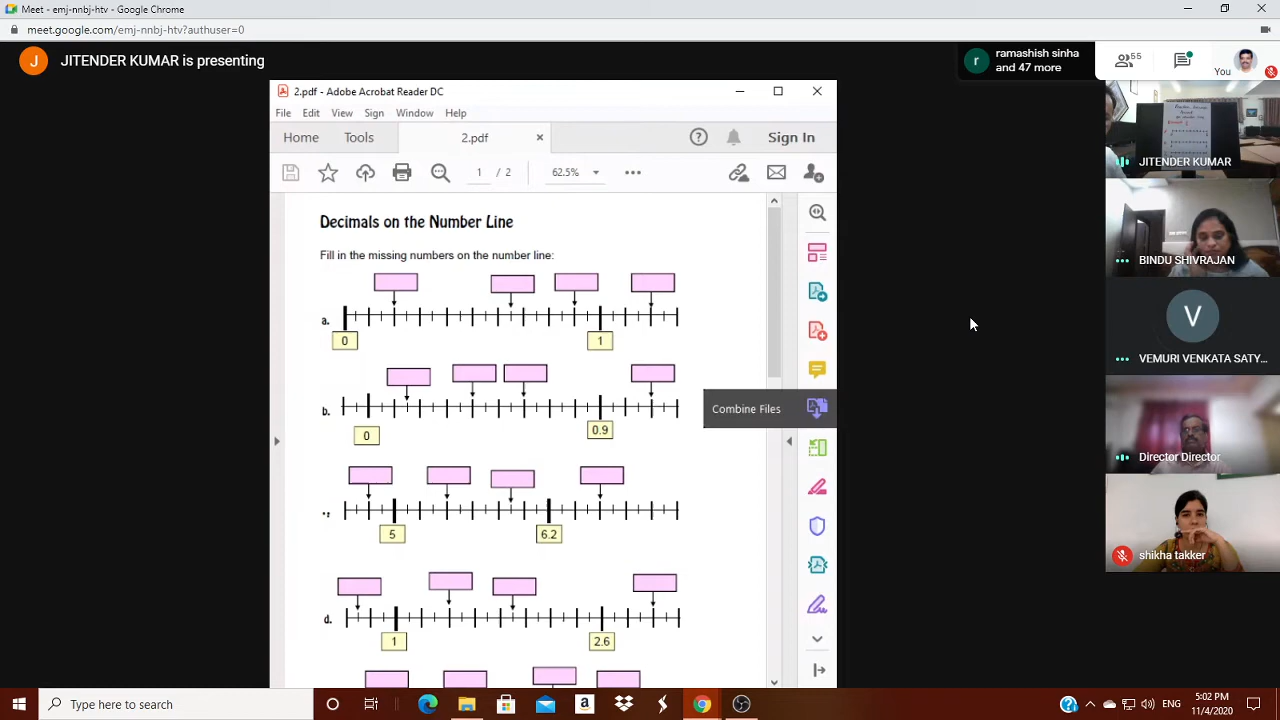 Meet - emj-nnbj-htv - Google Chrome
meet.google.com/emj-nnbj-htv?authuser=0
J JITENDER KUMAR is presenting
r ramashish sinha
and 47 more
55
You
2.pdf - Adobe Acrobat Reader DC
File Edit View Sign Window Help
Home Tools 2.pdf Sign In
1 / 2 62.5%
Decimals on the Number Line
Fill in the missing numbers on the number line:
a.
0 1
b.
0 0.9
5 6.2
d.
1 2.6
Combine Files
JITENDER KUMAR
BINDU SHIVRAJAN
V
VEMURI VENKATA SATY...
Director Director
shikha takker
Type here to search
a
ENG
5:02 PM
11/4/2020